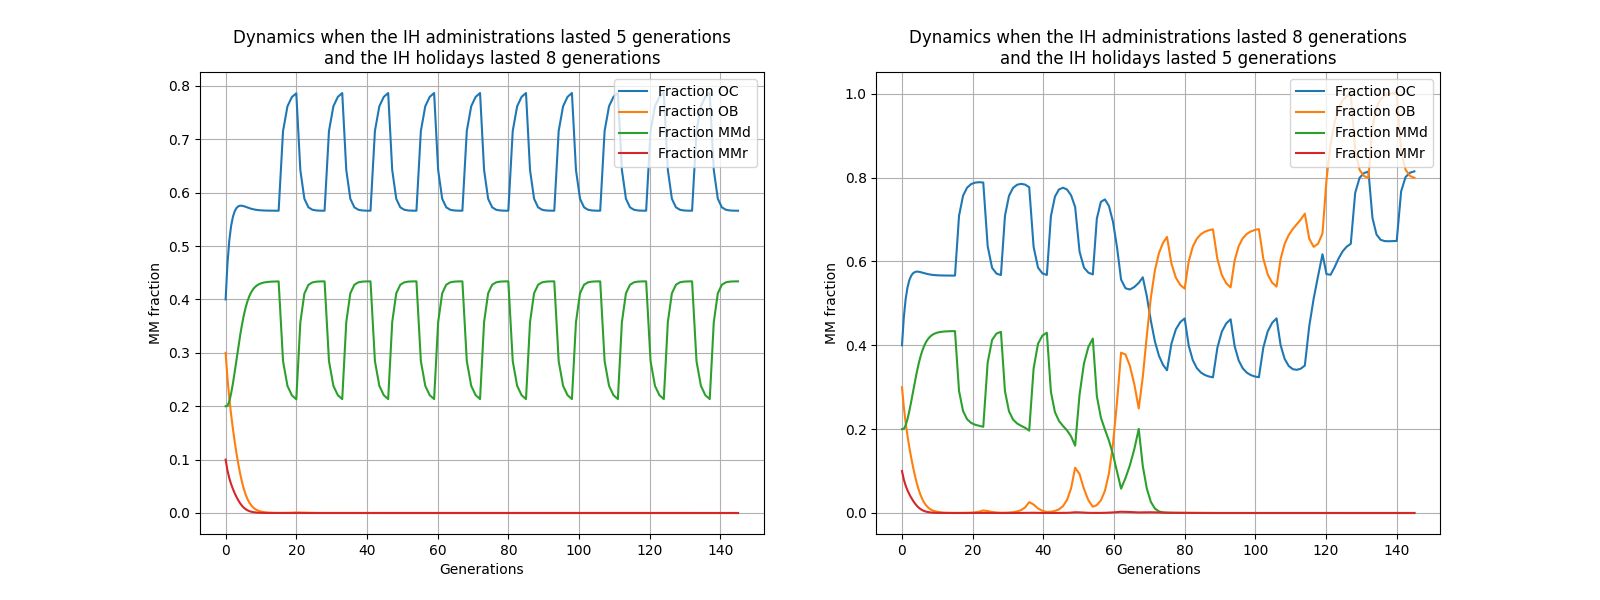 Dynamics when the IH administrations lasted 5 generations
and the IH holidays lasted 8 generations
0.8
0.7
0.6
0.5
0.4
0.3
0.2
0.1
0.0
MM fraction
Fraction OC
Fraction OB
Fraction MMd
Fraction MMr
0
20
40
60
80
100
120
140
Generations
Dynamics when the IH administrations lasted 8 generations
and the IH holidays lasted 5 generations
1.0
0.8
0.6
0.4
0.2
0.0
MM fraction
Fraction OC
Fraction OB
Fraction MMd
Fraction MMr
0
20
40
60
80
100
120
140
Generations